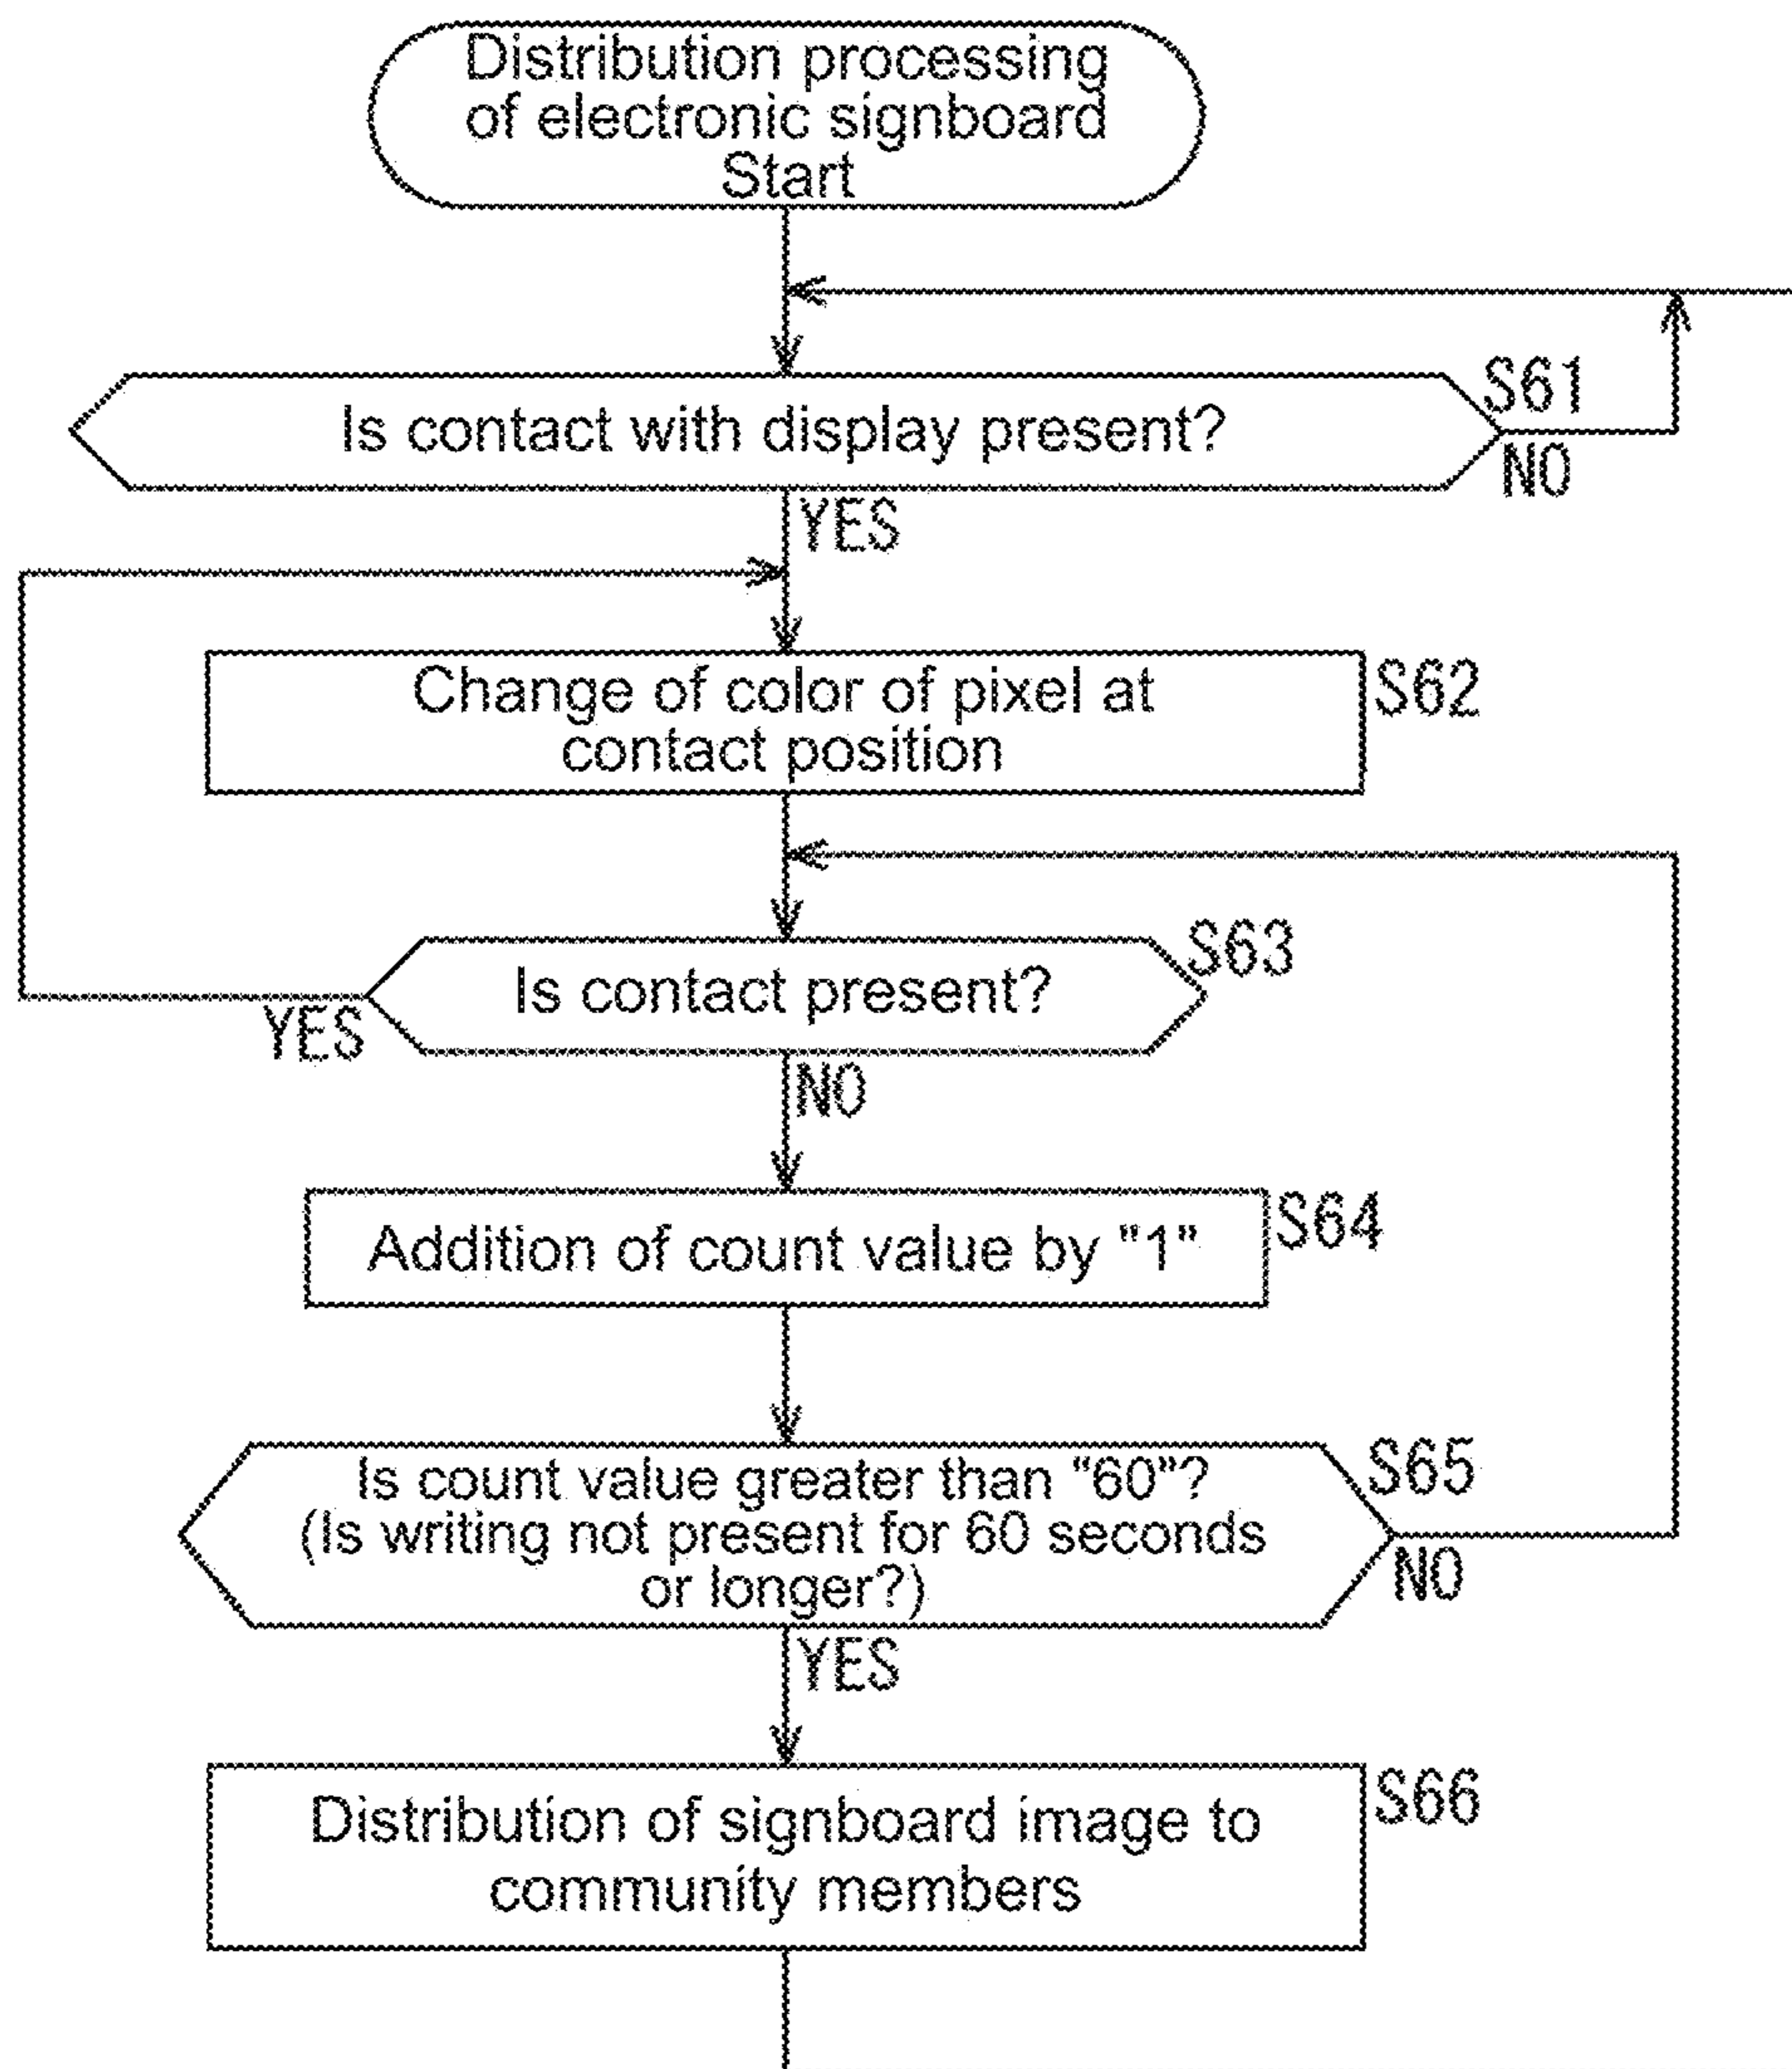 Distribution processing
of electronic signboard
Start
S61
Is contact with display present?
NO
YES
Change of color of pixel at
contact position
S62
S63
Is contact present?
YES
NO
Addition of count value by "1"
S64
Is count value greater than "60"?
(Is writing not present for 60 seconds
or longer?)
S65
NO
YES
Distribution of signboard image to
community members
S66